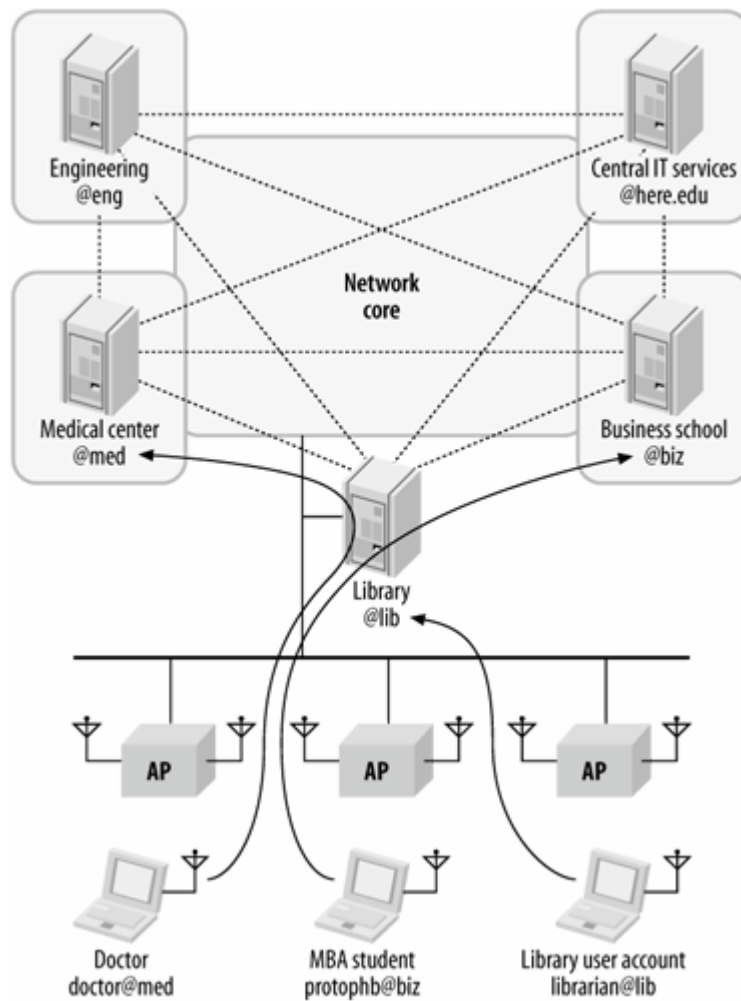 Engineering
@eng
Central IT services
@here.edu
Network
core
Medical center
@med
Business school
@biz
Library
@lib
AP
AP
AP
Doctor
doctor@med
MBA student
protophb@biz
Library user account
librarian@lib